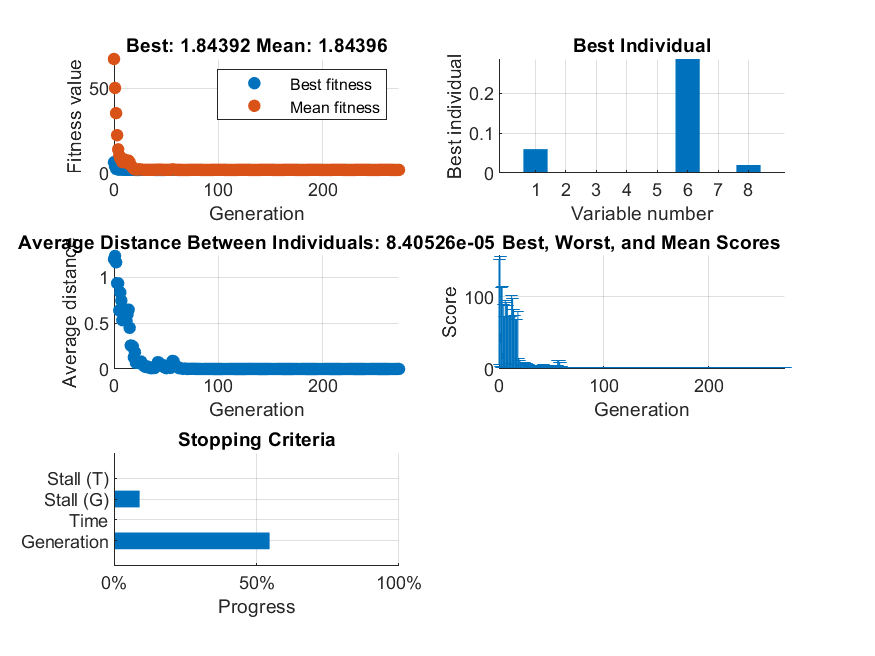 Best: 1.84392 Mean: 1.84396
Fitness value
50
0
0
100
200
Generation
Best fitness
Mean fitness
Best Individual
Best individual
0.2
0.1
0
1 2 3 4 5 6 7 8
Variable number
Average Distance Between Individuals: 8.40526e-05
Average distance
1
0.5
0
0
100
200
Generation
Best, Worst, and Mean Scores
Score
100
0
0
100
200
Generation
Stopping Criteria
Stall (T)
Stall (G)
Time
Generation
0%
50%
100%
Progress